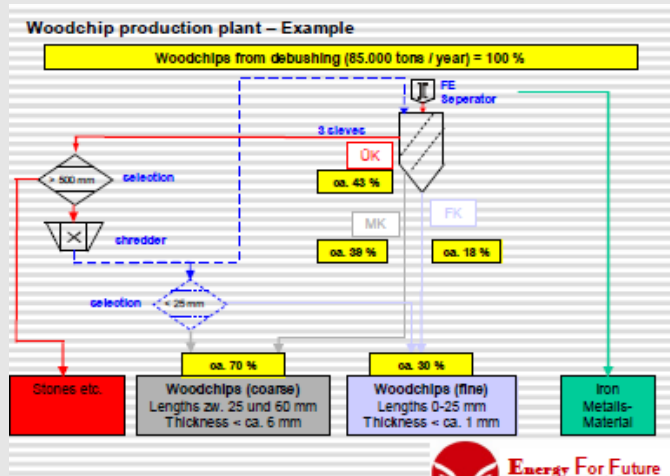 Woodchip production plant – Example
Woodchips from debushing (85.000 tons / year) = 100 %
FE
Seperator
3 sieves
ÜK
ca. 43 %
> 500 mm
selection
MK
FK
shredder
ca. 39 %
ca. 18 %
selection
< 25 mm
ca. 70 %
ca. 30 %
Stones etc.
Woodchips (coarse)
Lengths zw. 25 und 60 mm
Thickness < ca. 6 mm
Woodchips (fine)
Lengths 0-25 mm
Thickness < ca. 1 mm
Iron
Metals-
Material
Energy For Future